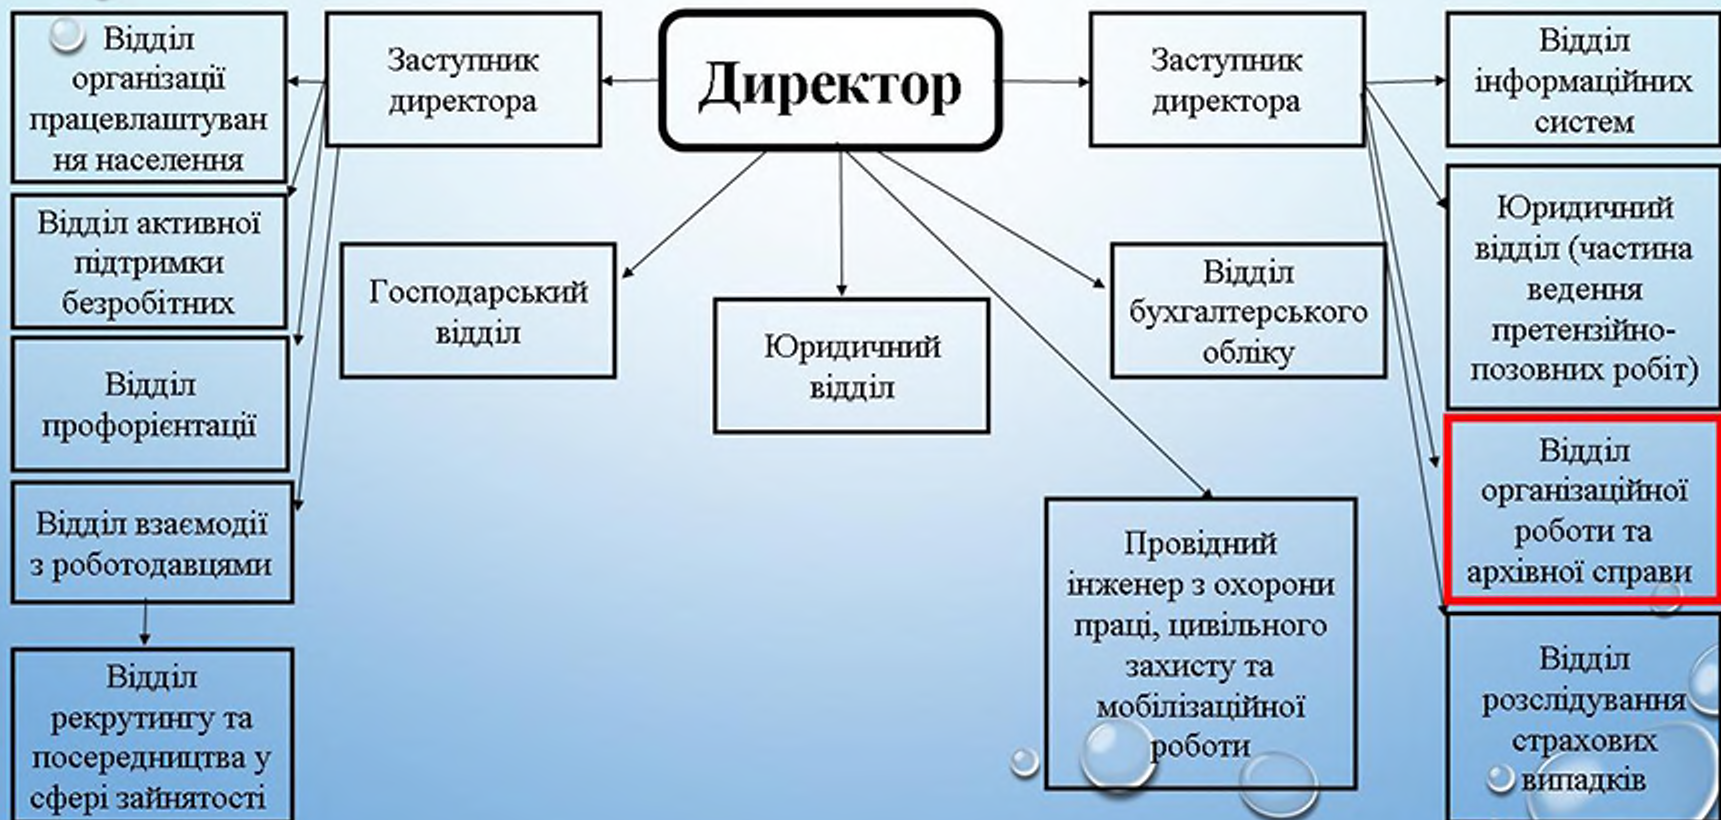 Відділ
організації
працевлаштуван
ня населення
Заступник
директора
Директор
Заступник
директора
Відділ
інформаційних
систем
Відділ активної
підтримки
безробітних
Юридичний
відділ (частина
ведення
претензійно-
позовних робіт)
Господарський
відділ
Юридичний
відділ
Відділ
бухгалтерського
обліку
Відділ
профорієнтації
Відділ
організаційної
роботи та
архівної справи
Відділ взаємодії
з роботодавцями
Провідний
інженер з охорони
праці, цивільного
захисту та
мобілізаційної
роботи
Відділ
рекрутингу та
посередництва у
сфері зайнятості
Відділ
розслідування
страхових
випадків